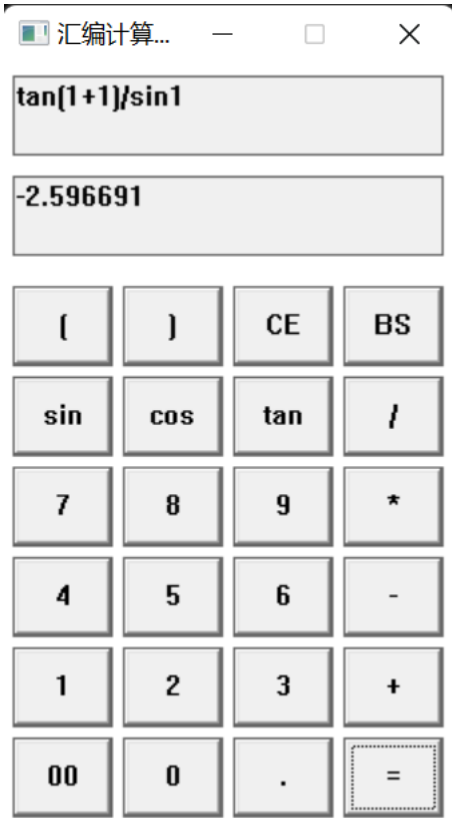 汇编计算...
tan(1+1)/sin1
-2.596691
( ) CE BS
sin cos tan /
7 8 9 *
4 5 6 -
1 2 3 +
00 0 . =